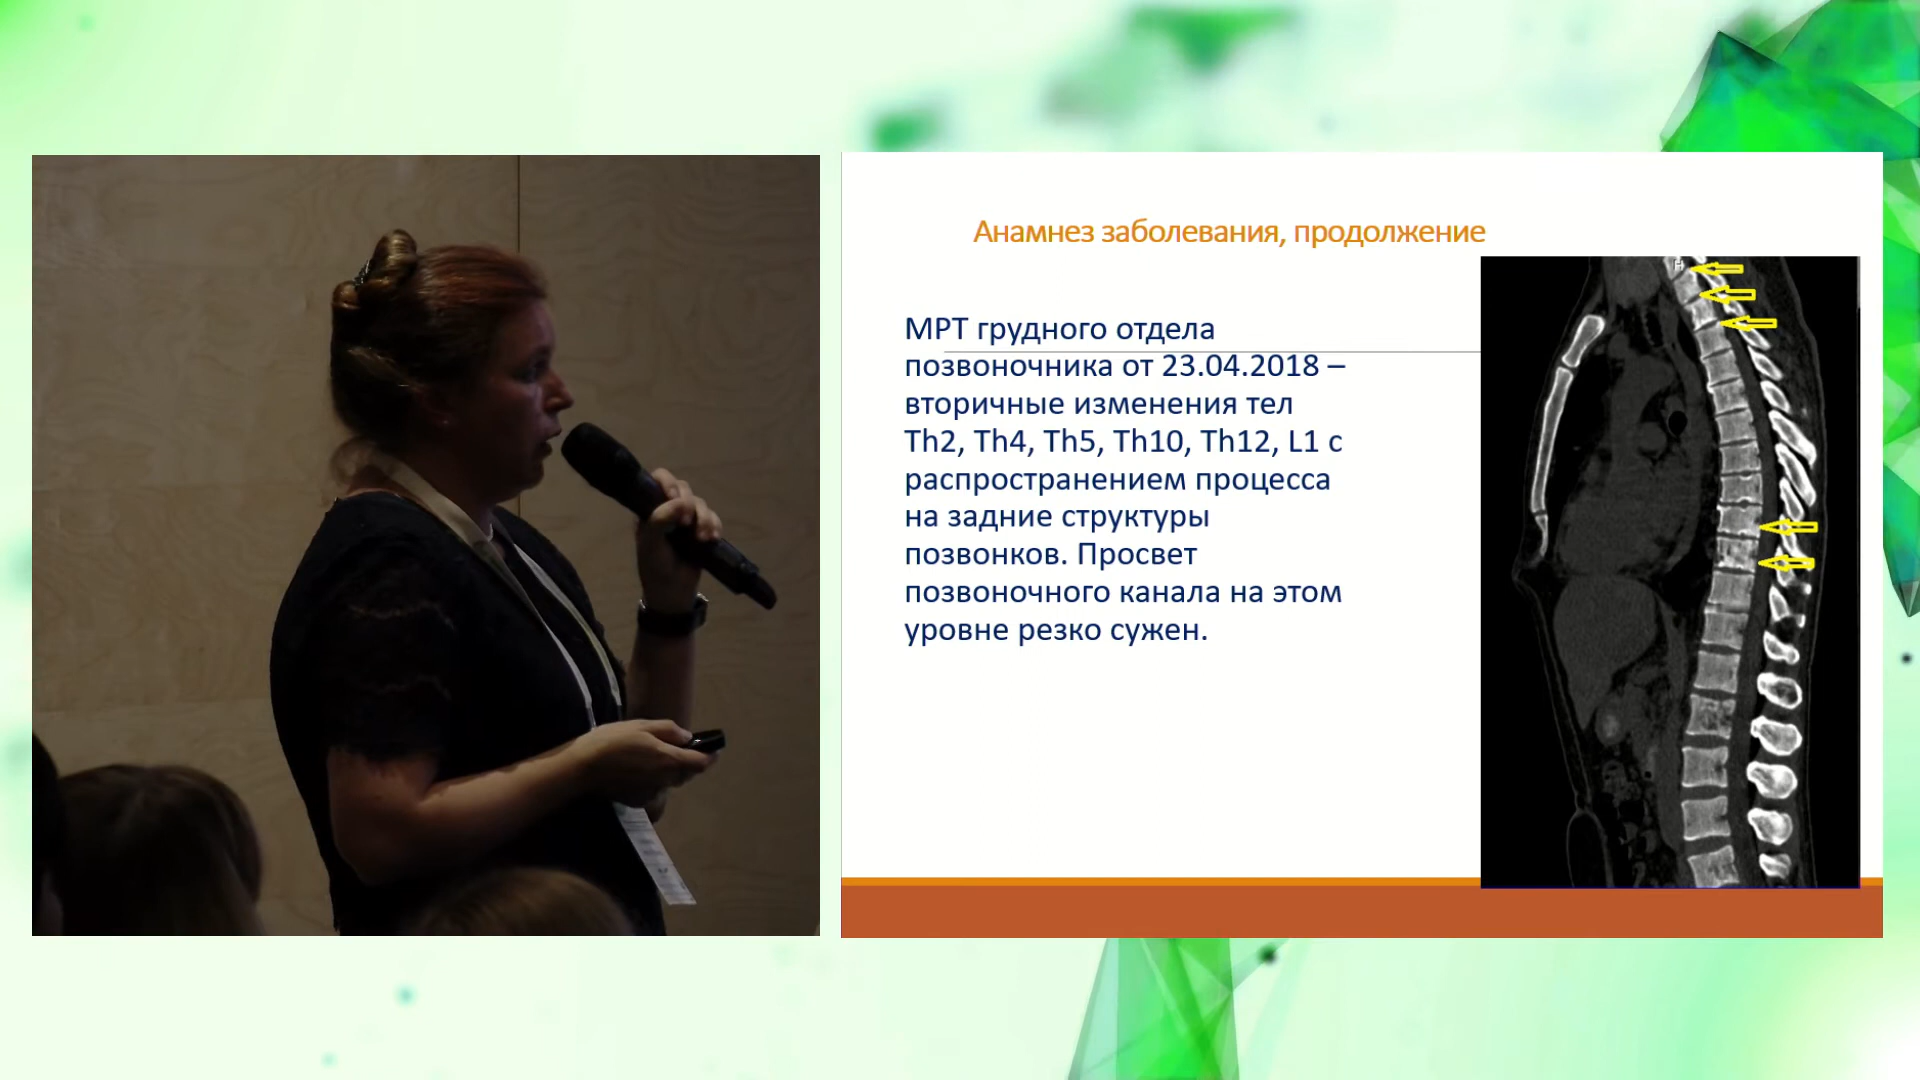 Анамнез заболевания, продолжение
МРТ грудного отдела
позвоночника от 23.04.2018 –
вторичные изменения тел
Th2, Th4, Th5, Th10, Th12, L1 с
распространением процесса
на задние структуры
позвонков. Просвет
позвоночного канала на этом
уровне резко сужен.